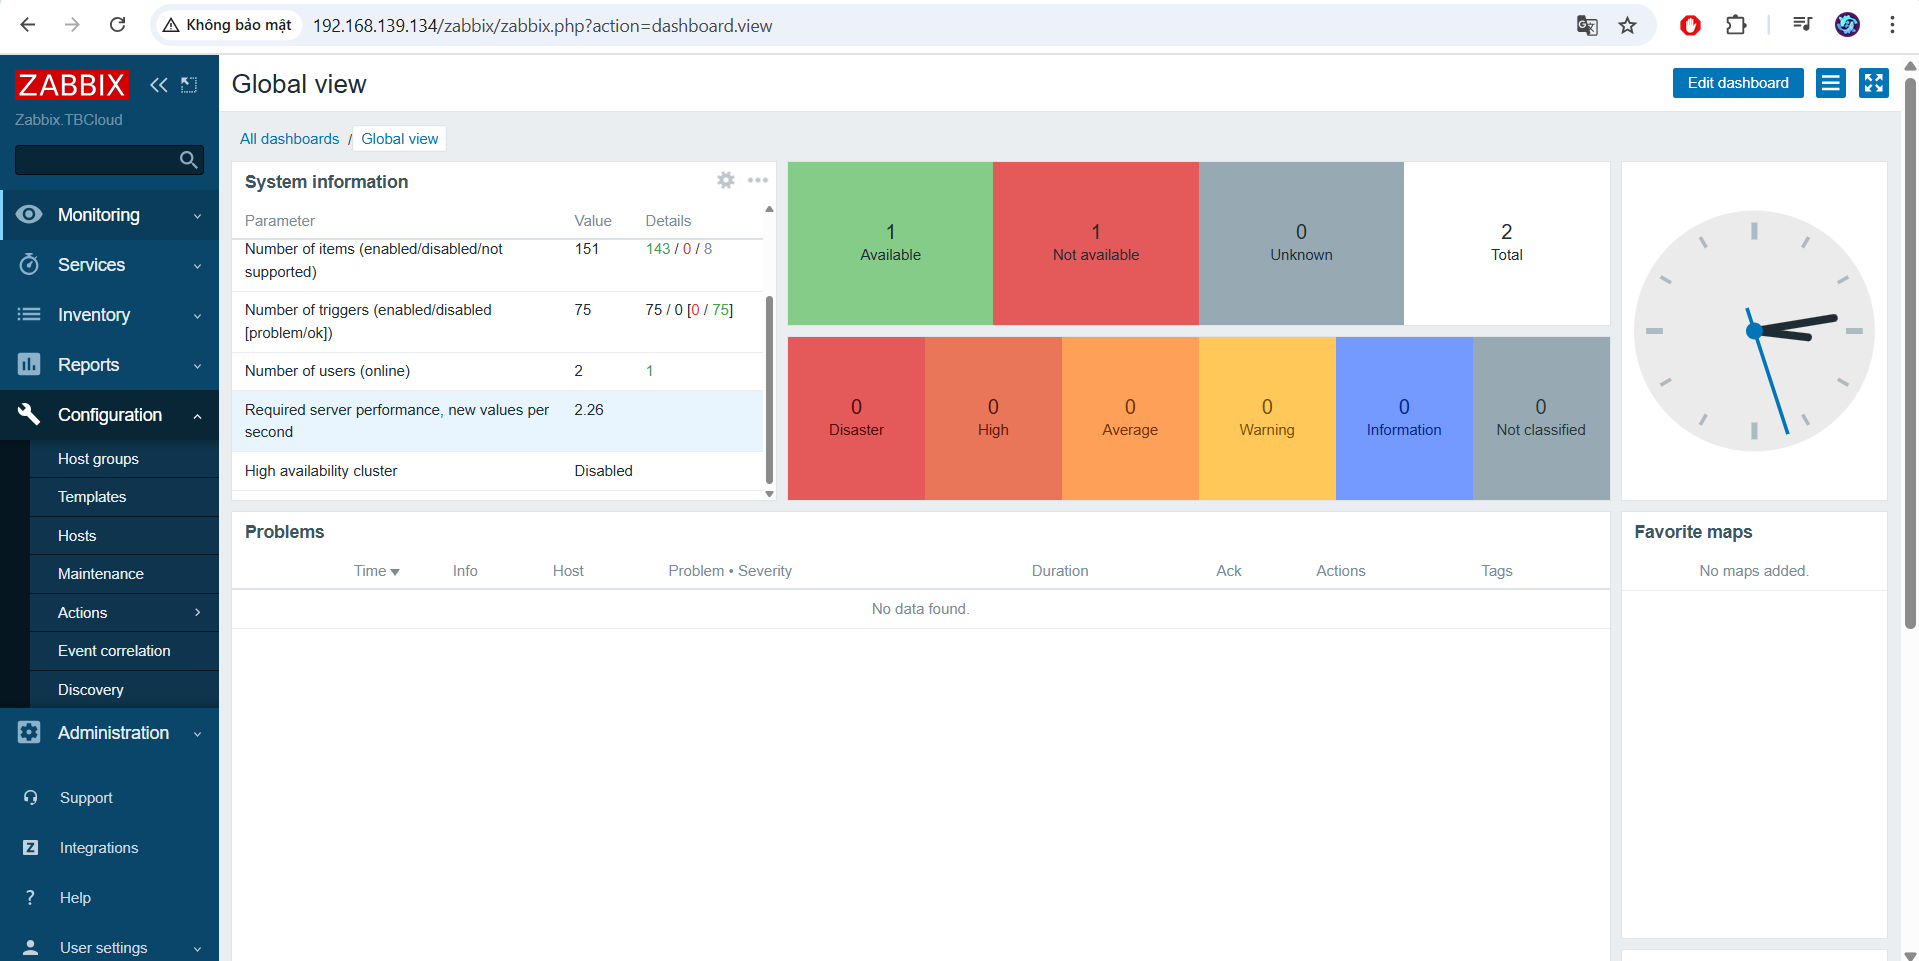 Không bảo mật
192.168.139.134/zabbix/zabbix.php?action=dashboard.view
ZABBIX
Zabbix.TBCloud
Monitoring
Services
Inventory
Reports
Configuration
Host groups
Templates
Hosts
Maintenance
Actions
Event correlation
Discovery
Administration
Support
Z Integrations
? Help
User settings
Global view
Edit dashboard
All dashboards / Global view
System information
Parameter Value Details
Number of items (enabled/disabled/not
supported) 151 143 / 0 / 8
Number of triggers (enabled/disabled
[problem/ok]) 75 75 / 0 [0 / 75]
Number of users (online) 2 1
Required server performance, new values per
second 2.26
High availability cluster Disabled
1
Available
1
Not available
0
Unknown
2
Total
0
Disaster
0
High
0
Average
0
Warning
0
Information
0
Not classified
Problems
Time Info Host Problem • Severity Duration Ack Actions Tags
No data found.
Favorite maps
No maps added.